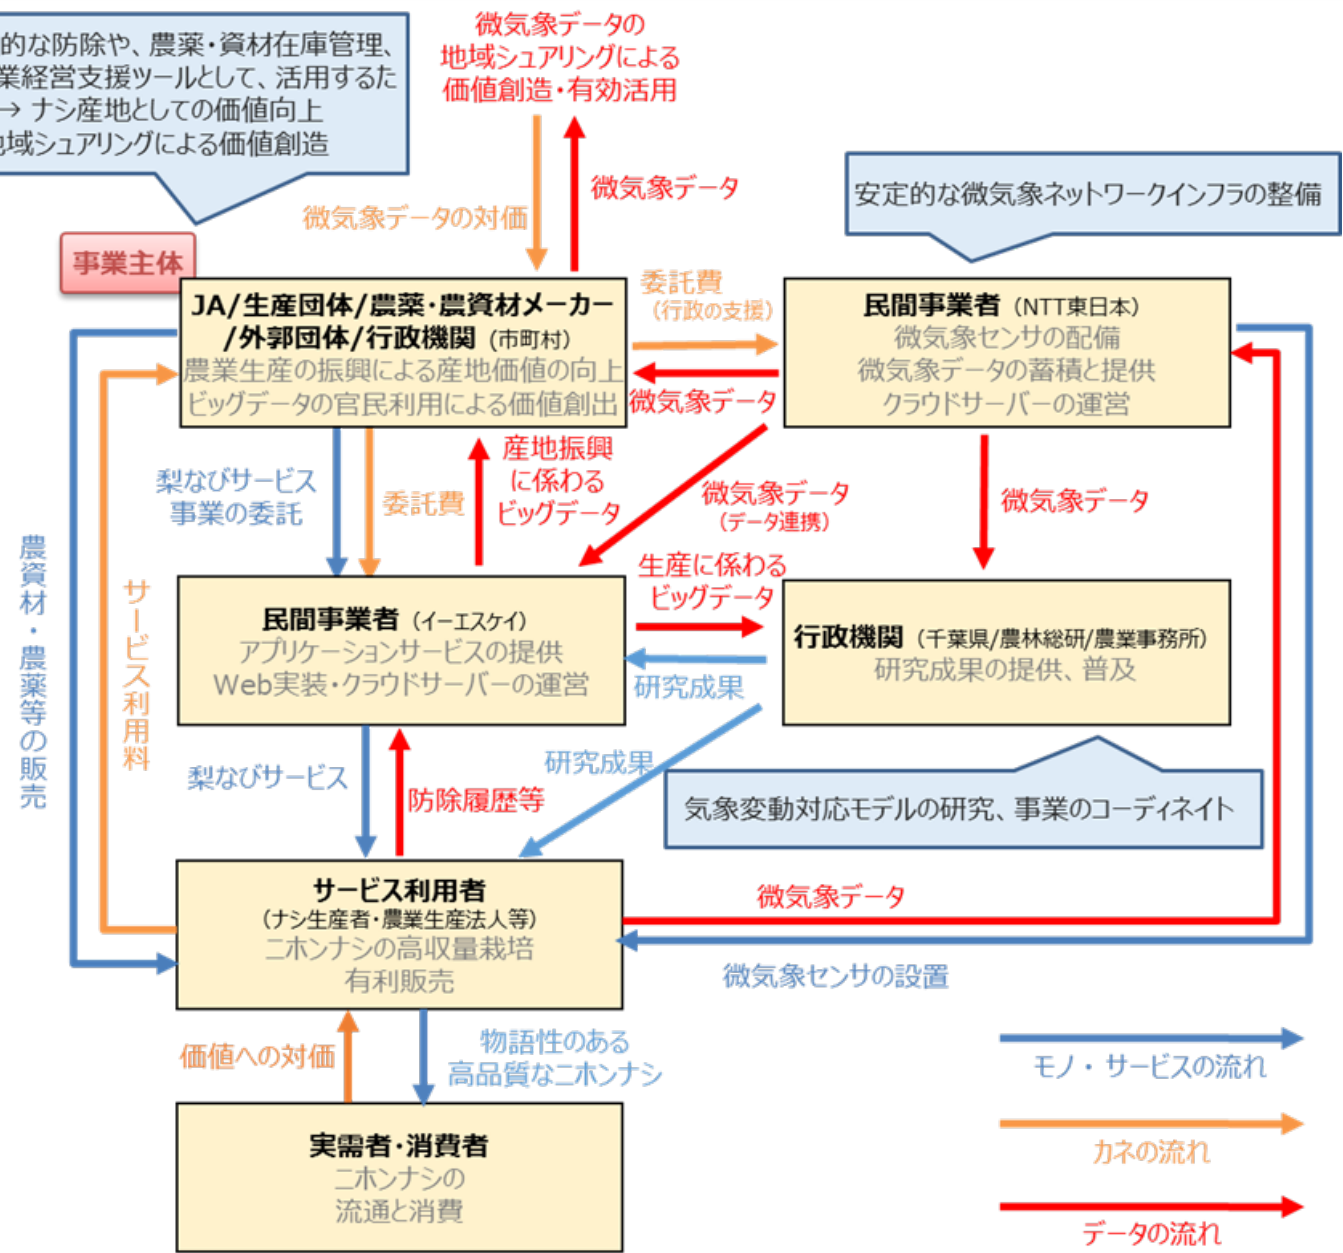 的な防除や、農薬・資材在庫管理、
業経営支援ツールとして、活用するた
→ ナシ産地としての価値向上
地域シュアリングによる価値創造
微気象データの
地域シュアリングによる
価値創造・有効活用
微気象データ
微気象データの対価
安定的な微気象ネットワークインフラの整備
事業主体
JA/生産団体/農薬・農資材メーカー
/外郭団体/行政機関（市町村）
農業生産の振興による産地価値の向上
ビッグデータの官民利用による価値創出
委託費
（行政の支援）
微気象データ
民間事業者（NTT東日本）
微気象センサの配備
微気象データの蓄積と提供
クラウドサーバーの運営
梨なびサービス
事業の委託
委託費
産地振興
に係わる
ビッグデータ
微気象データ
（データ連携）
微気象データ
農資材・農薬等の販売
サービス利用料
民間事業者（イーエスケイ）
アプリケーションサービスの提供
Web実装・クラウドサーバーの運営
生産に係わる
ビッグデータ
研究成果
行政機関（千葉県/農林総研/農業事務所）
研究成果の提供、普及
梨なびサービス
防除履歴等
研究成果
気象変動対応モデルの研究、事業のコーディネイト
サービス利用者
（ナシ生産者・農業生産法人等）
ニホンナシの高収量栽培
有利販売
微気象データ
微気象センサの設置
価値への対価
物語性のある
高品質なニホンナシ
実需者・消費者
ニホンナシの
流通と消費
モノ・サービスの流れ
カネの流れ
データの流れ